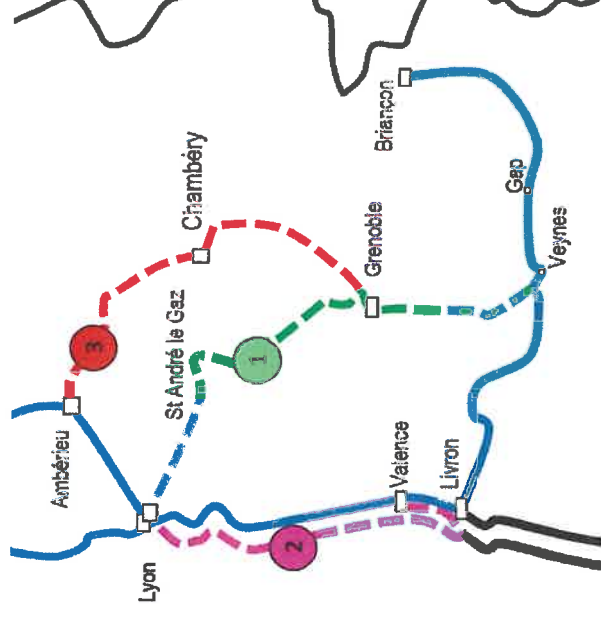 Ambérieu
3
Chambéry
St André le Gaz
Lyon
1
Grenoble
2
Valence
Livron
Briançon
Gap
Veynes